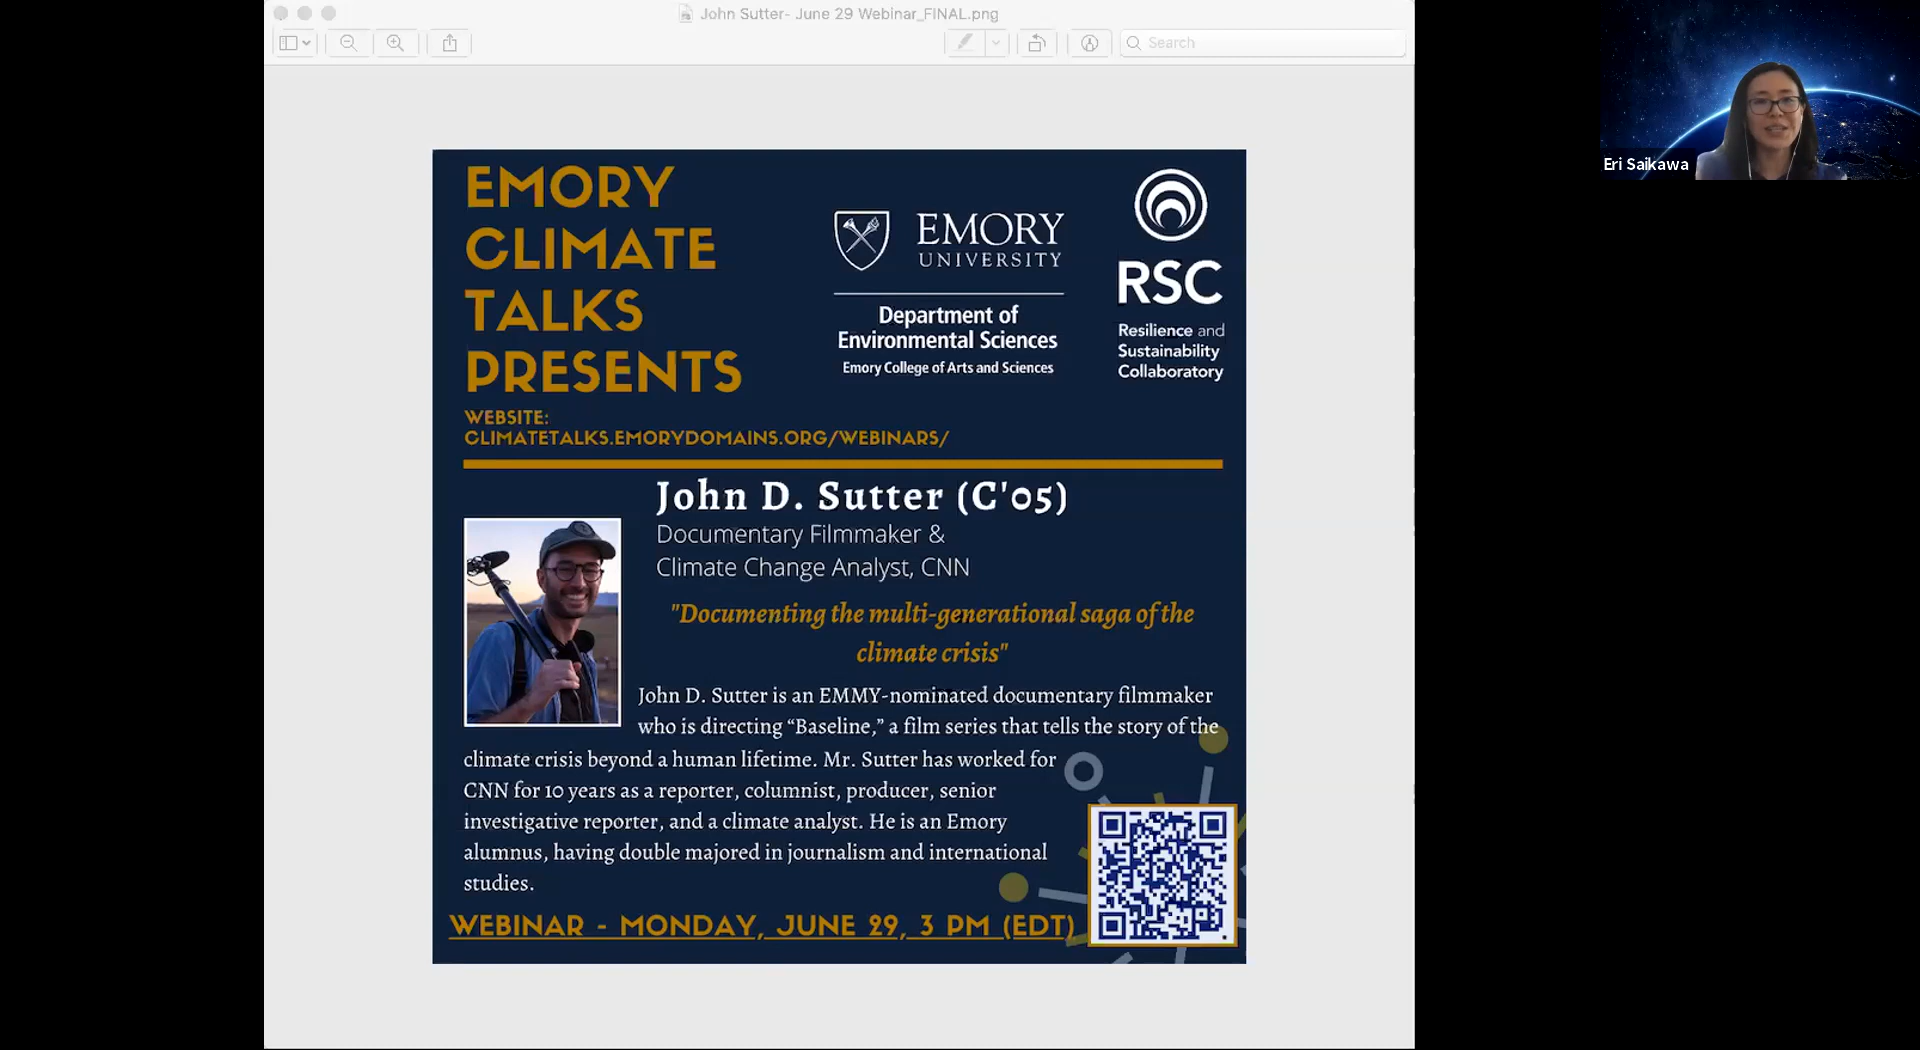 John Sutter- June 29 Webinar_FINAL.png
Search
Eri Saikawa
EMORY
CLIMATE
TALKS
PRESENTS
EMORY
UNIVERSITY
Department of
Environmental Sciences
Emory College of Arts and Sciences
RSC
Resilience and
Sustainability
Collaboratory
WEBSITE:
CLIMATETALKS.EMORYDOMAINS.ORG/WEBINARS/
John D. Sutter (C'05)
Documentary Filmmaker &
Climate Change Analyst, CNN
"Documenting the multi-generational saga of the
climate crisis"
John D. Sutter is an EMMY-nominated documentary filmmaker
who is directing “Baseline,” a film series that tells the story of the
climate crisis beyond a human lifetime. Mr. Sutter has worked for
CNN for 10 years as a reporter, columnist, producer, senior
investigative reporter, and a climate analyst. He is an Emory
alumnus, having double majored in journalism and international
studies.
WEBINAR - MONDAY, JUNE 29, 3 PM (EDT)